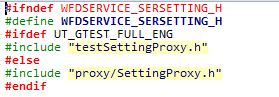 #ifndef WFDSERVICE_SERSETTING_H
#define WFDSERVICE_SERSETTING_H
#ifdef UT_GTEST_FULL_ENG
#include "testSettingProxy.h"
#else
#include "proxy/SettingProxy.h"
#endif